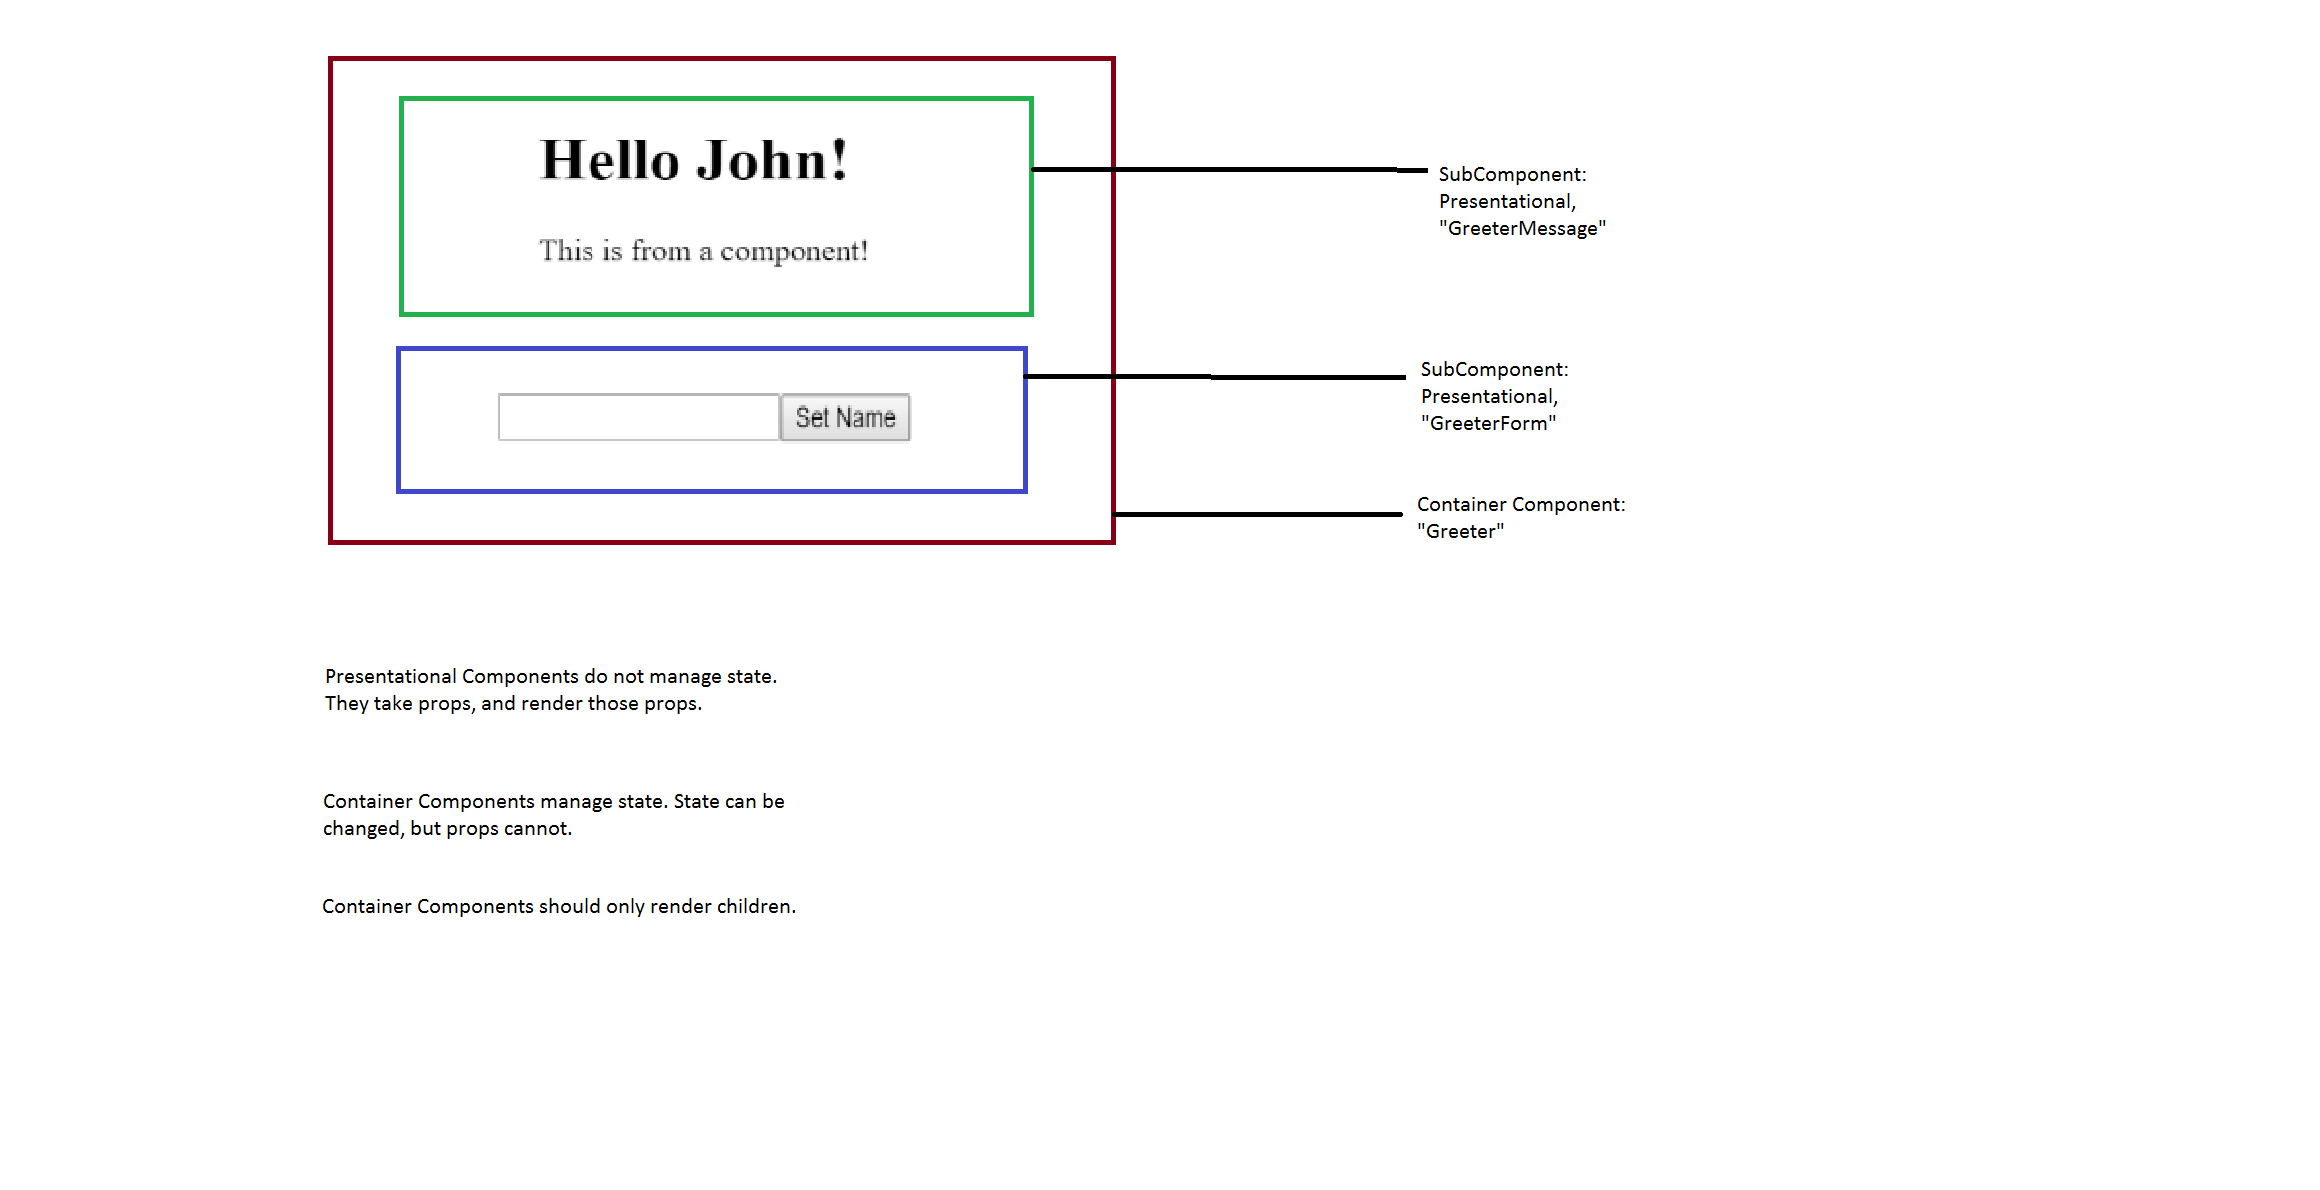 Hello John!
This is from a component!
Set Name
SubComponent:
Presentational,
"GreeterMessage"
SubComponent:
Presentational,
"GreeterForm"
Container Component:
"Greeter"
Presentational Components do not manage state.
They take props, and render those props.
Container Components manage state. State can be
changed, but props cannot.
Container Components should only render children.